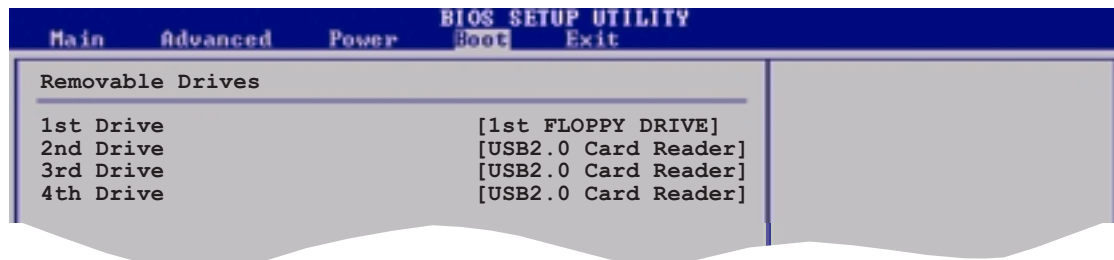 BIOS SETUP UTILITY
Main Advanced Power Boot Exit
Removable Drives
1st Drive [1st FLOPPY DRIVE]
2nd Drive [USB2.0 Card Reader]
3rd Drive [USB2.0 Card Reader]
4th Drive [USB2.0 Card Reader]